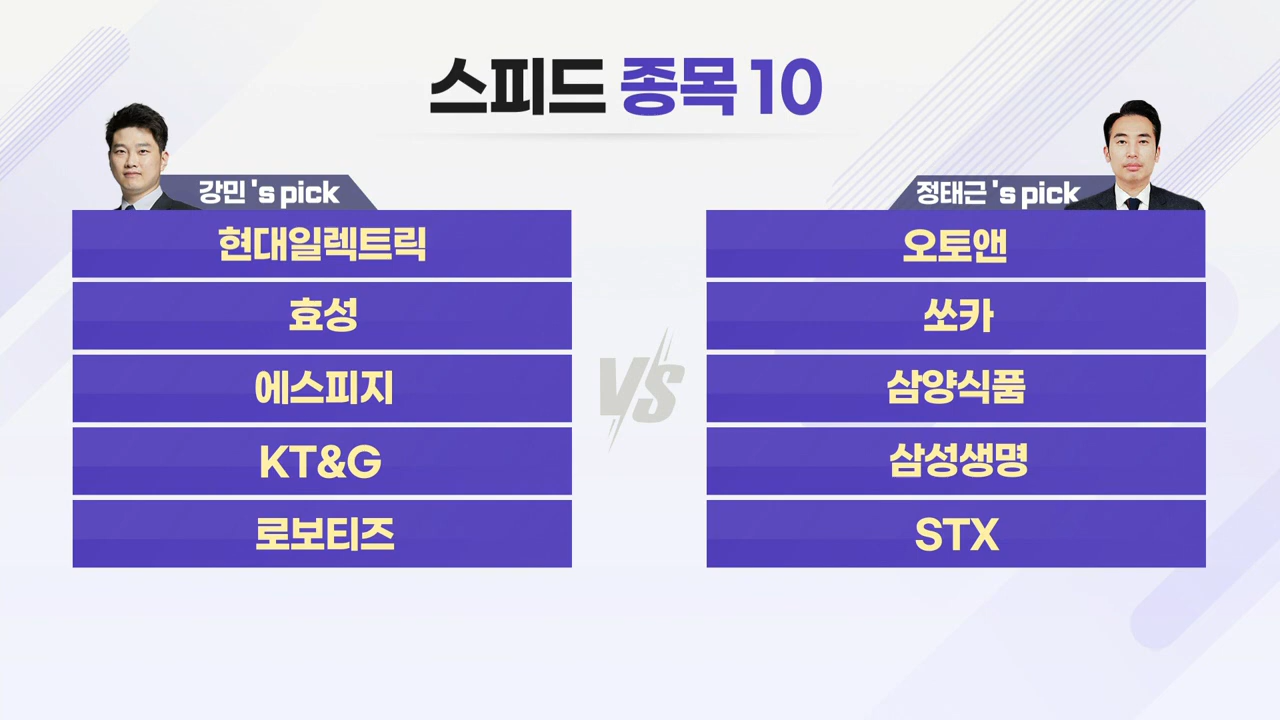 스피드 종목 10
강민 's pick
현대일렉트릭
효성
에스피지
KT&G
로보티즈
VS
정태근 's pick
오토앤
쏘카
삼양식품
삼성생명
STX